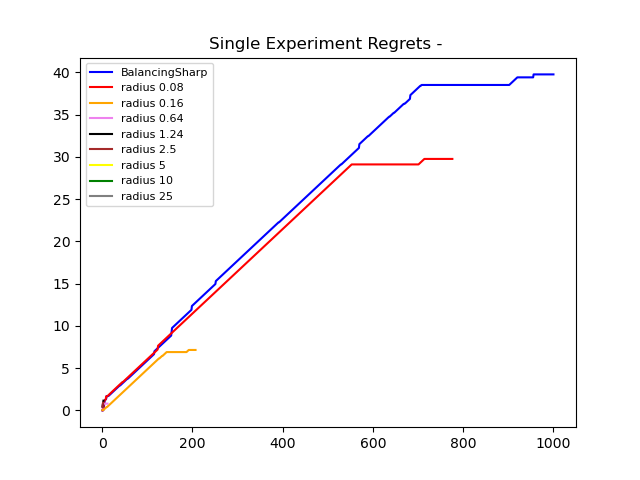 Single Experiment Regrets -
BalancingSharp
radius 0.08
radius 0.16
radius 0.64
radius 1.24
radius 2.5
radius 5
radius 10
radius 25
40
35
30
25
20
15
10
5
0
0 200 400 600 800 1000